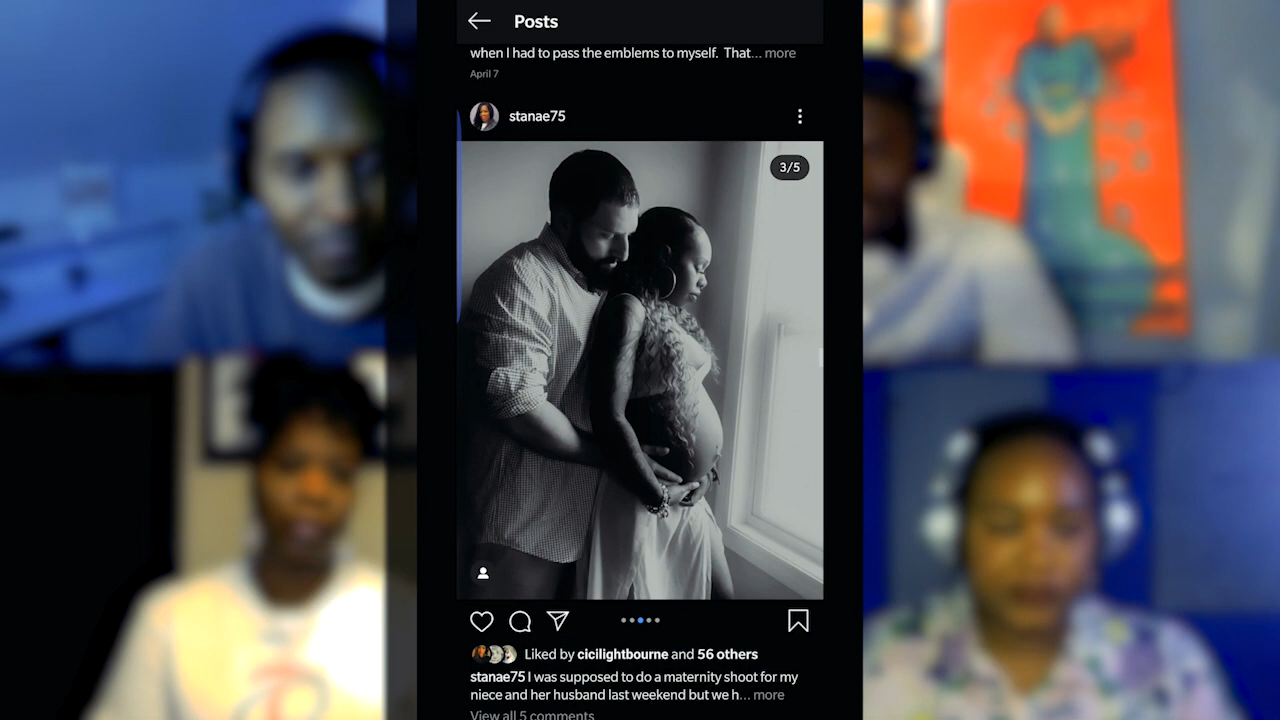 Posts
when I had to pass the emblems to myself. That... more
April 7
stanae75
3/5
Liked by cicilightbourne and 56 others
stanae75 I was supposed to do a maternity shoot for my
niece and her husband last weekend but we h... more
View all 5 comments